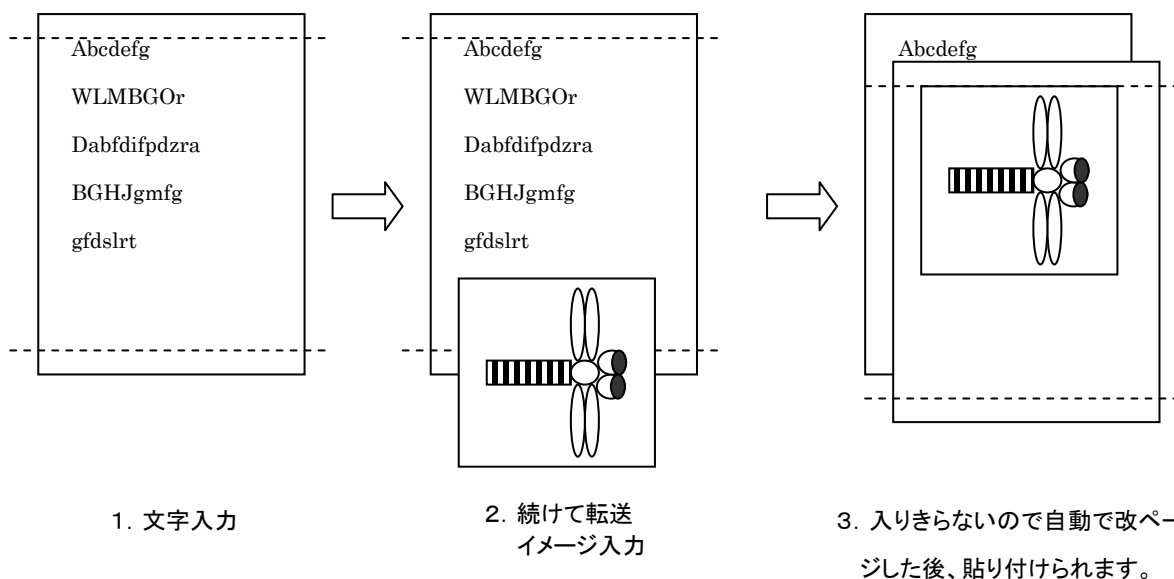 Abcdefg
WLMBGOr
Dabfdifpdzra
BGHJgmfg
gfdslrt
Abcdefg
WLMBGOr
Dabfdifpdzra
BGHJgmfg
gfdslrt
Abcdefg
1．文字入力
2．続けて転送
イメージ入力
3．入りきらないので自動で改ペー
ジした後、貼り付けられます。